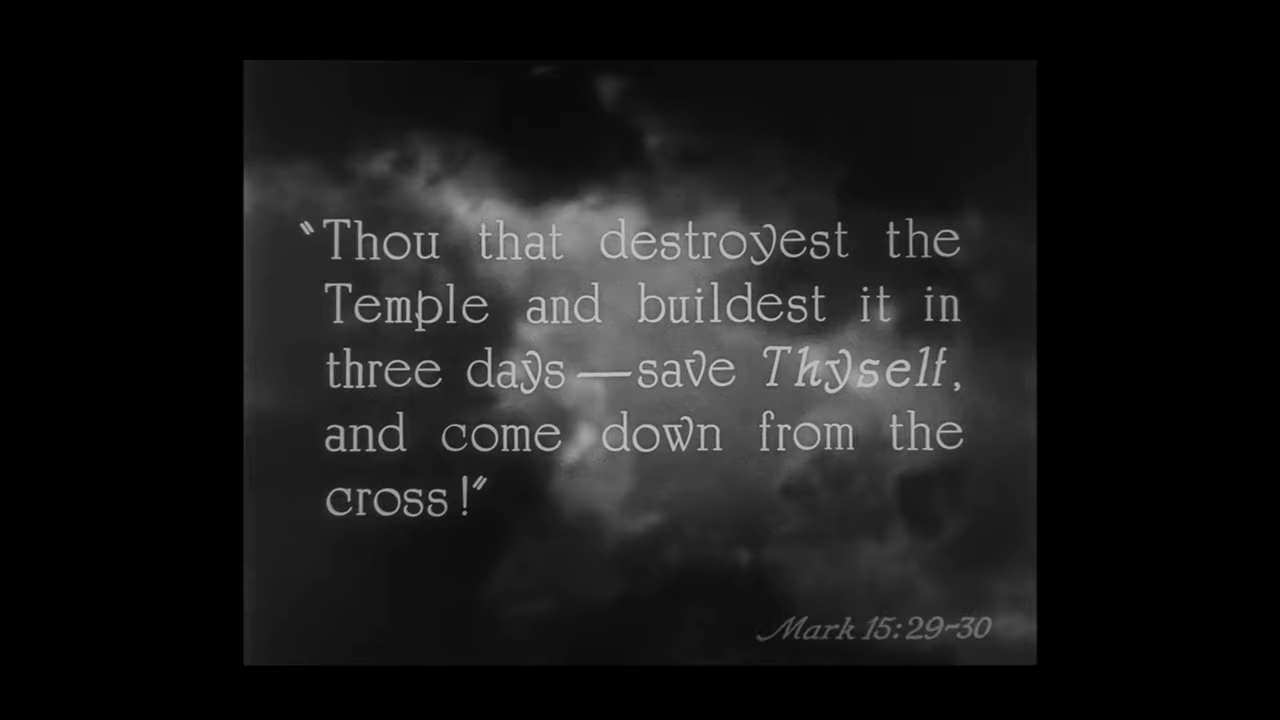 "Thou that destroyest the
Temple and buildest it in
three days—save Thyself,
and come down from the
cross!"
Mark 15:29-30